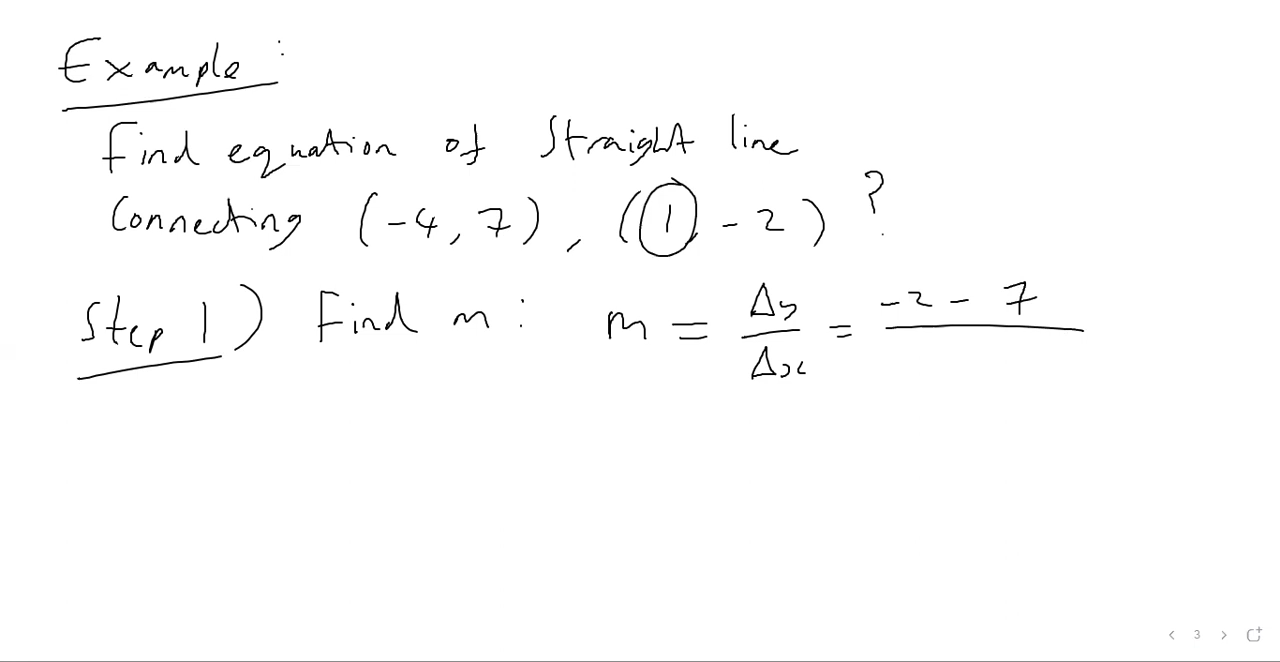 Example:
Find equation of straight line
Connecting (-4, 7), (1, -2)?
Step 1) Find m: m = Δy/Δx = -2 - 7/
3